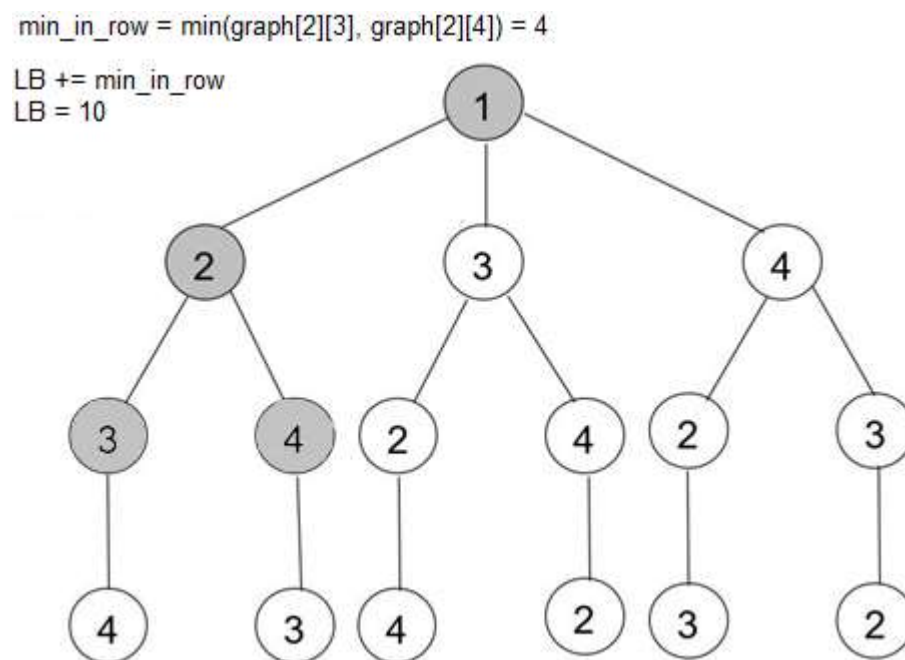 min_in_row = min(graph[2][3], graph[2][4]) = 4
LB += min_in_row
LB = 10
1
2 3 4
3 4 2 4 2 3
4 3 4 2 3 2